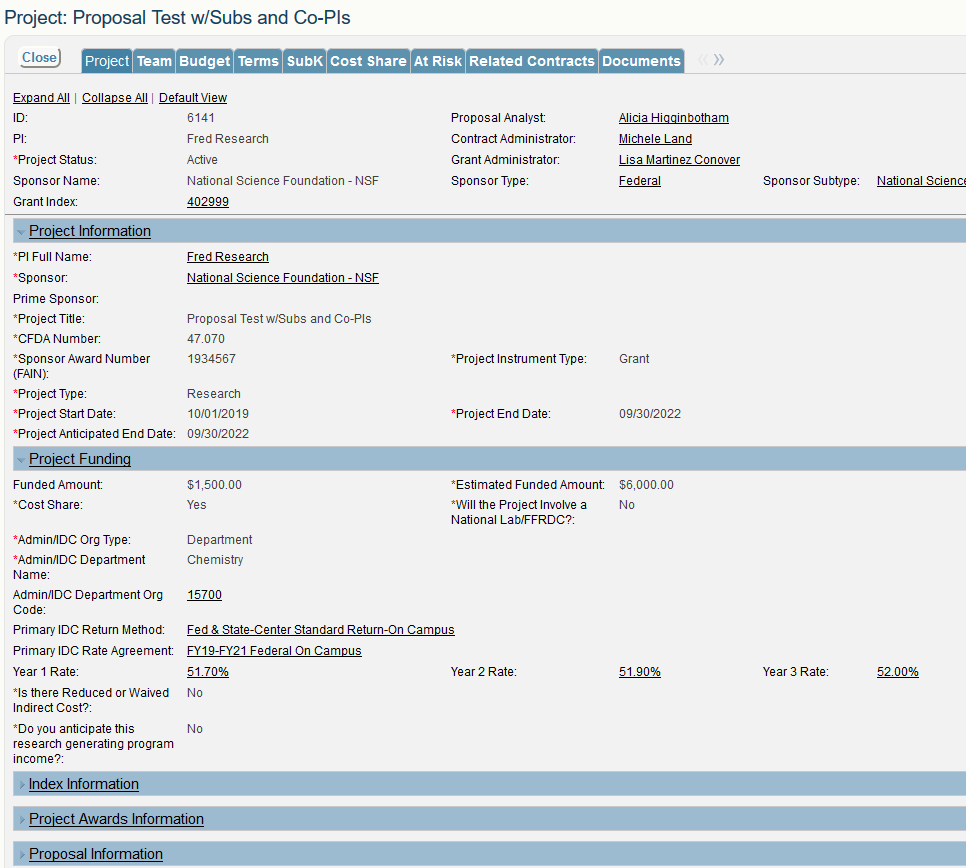 Project: Proposal Test w/Subs and Co-PIs
Close Project Team Budget Terms SubK Cost Share At Risk Related Contracts Documents
Expand All | Collapse All | Default View
ID: 6141 Proposal Analyst: Alicia Higginbotham
PI: Fred Research Contract Administrator: Michele Land
*Project Status: Active Grant Administrator: Lisa Martinez Conover
Sponsor Name: National Science Foundation - NSF Sponsor Type: Federal Sponsor Subtype: National Science
Grant Index: 402999
Project Information
*PI Full Name: Fred Research
*Sponsor: National Science Foundation - NSF
Prime Sponsor:
*Project Title: Proposal Test w/Subs and Co-PIs
*CFDA Number: 47.070
*Sponsor Award Number 1934567 *Project Instrument Type: Grant
(FAIN):
*Project Type: Research
*Project Start Date: 10/01/2019 *Project End Date: 09/30/2022
*Project Anticipated End Date: 09/30/2022
Project Funding
Funded Amount: $1,500.00 *Estimated Funded Amount: $6,000.00
*Cost Share: Yes *Will the Project Involve a No
National Lab/FFRDC?:
*Admin/IDC Org Type: Department
*Admin/IDC Department Chemistry
Name:
Admin/IDC Department Org 15700
Code:
Primary IDC Return Method: Fed & State-Center Standard Return-On Campus
Primary IDC Rate Agreement: FY19-FY21 Federal On Campus
Year 1 Rate: 51.70% Year 2 Rate: 51.90% Year 3 Rate: 52.00%
*Is there Reduced or Waived No
Indirect Cost?:
*Do you anticipate this No
research generating program
income?:
Index Information
Project Awards Information
Proposal Information